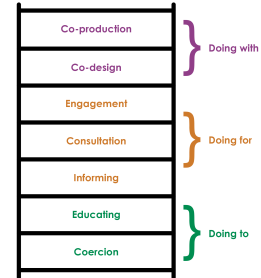 Co-production
Co-design
Doing with
Engagement
Consultation
Informing
Doing for
Educating
Coercion
Doing to